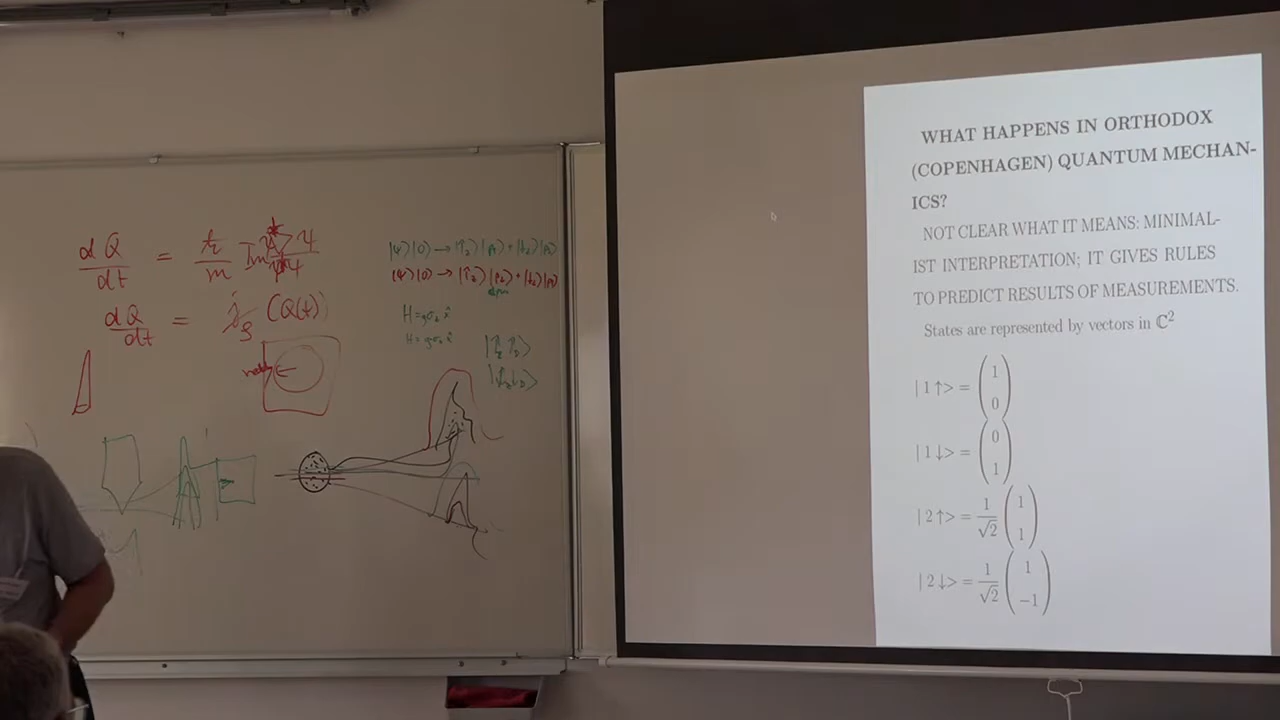 dQ/dt = ħ/m Im ψ* ∇ψ/ψ*ψ
dQ/dt = j/ρ (Q(t))
|ψ⟩|0⟩ →
|ψ⟩|0⟩ →
H =
H =
WHAT HAPPENS IN ORTHODOX
(COPENHAGEN) QUANTUM MECHAN-
ICS?
NOT CLEAR WHAT IT MEANS: MINIMAL-
IST INTERPRETATION; IT GIVES RULES
TO PREDICT RESULTS OF MEASUREMENTS.
States are represented by vectors in ℂ²
| 1 ↑> = (1 0)
| 1 ↓> = (0 1)
| 2 ↑> = 1/√2 (1 1)
| 2 ↓> = 1/√2 (1 −1)